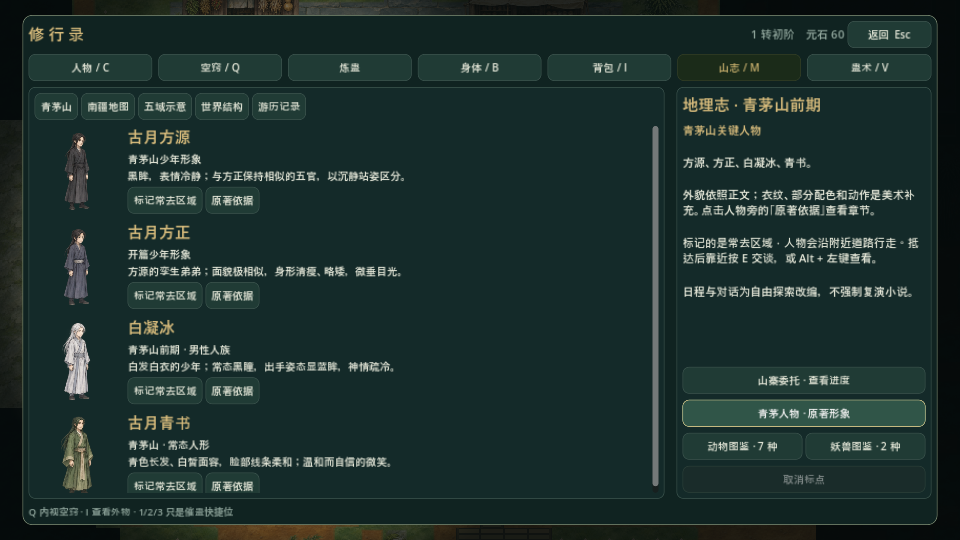 修行录
1 转初阶 元石 60 返回 Esc
人物 / C 空窍 / Q 炼蛊 身体 / B 背包 / I 山志 / M 蛊术 / V
青茅山 南疆地图 五域示意 世界结构 游历记录
古月方源
青茅山少年形象
黑眸，表情冷静；与方正保持相似的五官，以沉静站姿区分。
标记常去区域 原著依据
古月方正
开篇少年形象
方源的孪生弟弟；面貌极相似，身形清瘦、略矮，微垂目光。
标记常去区域 原著依据
白凝冰
青茅山前期 · 男性人族
白发白衣的少年；常态黑瞳，出手姿态显蓝眸，神情疏冷。
标记常去区域 原著依据
古月青书
青茅山 · 常态人形
青色长发、白皙面容，脸部线条柔和；温和而自信的微笑。
标记常去区域 原著依据
地理志 · 青茅山前期
青茅山关键人物
方源、方正、白凝冰、青书。
外貌依照正文；衣纹、部分配色和动作是美术补
充。点击人物旁的「原著依据」查看章节。
标记的是常去区域 · 人物会沿附近道路行走。抵
达后靠近按 E 交谈，或 Alt + 左键查看。
日程与对话为自由探索改编，不强制复演小说。
山寨委托 · 查看进度
青茅人物 · 原著形象
动物图鉴 · 7 种 妖兽图鉴 · 2 种
取消标点
Q 内视空窍 · I 查看外物 · 1/2/3 只是催蛊快捷位